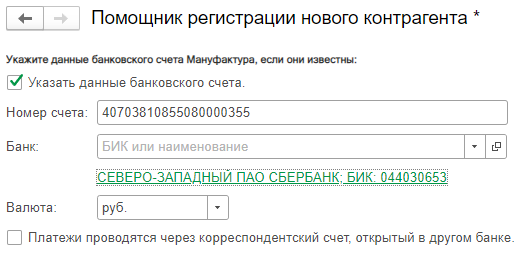 Помощник регистрации нового контрагента *
Укажите данные банковского счета Мануфактура, если они известны:
Указать данные банковского счета.
Номер счета: 40703810855080000355
Банк: БИК или наименование
СЕВЕРО-ЗАПАДНЫЙ ПАО СБЕРБАНК; БИК: 044030653
Валюта: руб.
Платежи проводятся через корреспондентский счет, открытый в другом банке.